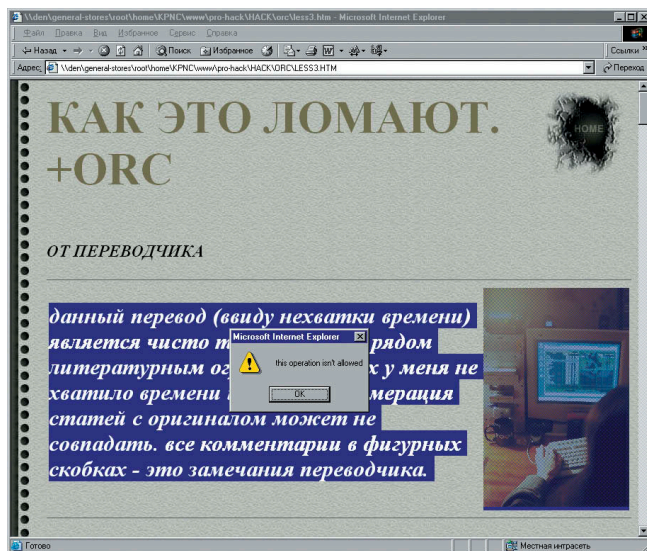 \\den\general-stores\root\home\KPNC\www\pro-hack\HACK\orc\less3.htm - Microsoft Internet Explorer
Файл Правка Вид Избранное Сервис Справка
Назад Поиск Избранное Ссылки »
Адрес: \\den\general-stores\root\home\KPNC\www\pro-hack\HACK\ORC\LESS3.HTM Переход
КАК ЭТО ЛОМАЮТ.
HOME
+ORC
ОТ ПЕРЕВОДЧИКА
данный перевод (ввиду нехватки времени)
является чисто т рядом
Microsoft Internet Explorer
литературным ог х у меня не
this operation isn't allowed
хватило времени мерация
OK
статей с оригиналом может не
совпадать. все комментарии в фигурных
скобках - это замечания переводчика.
Готово Местная интрасеть